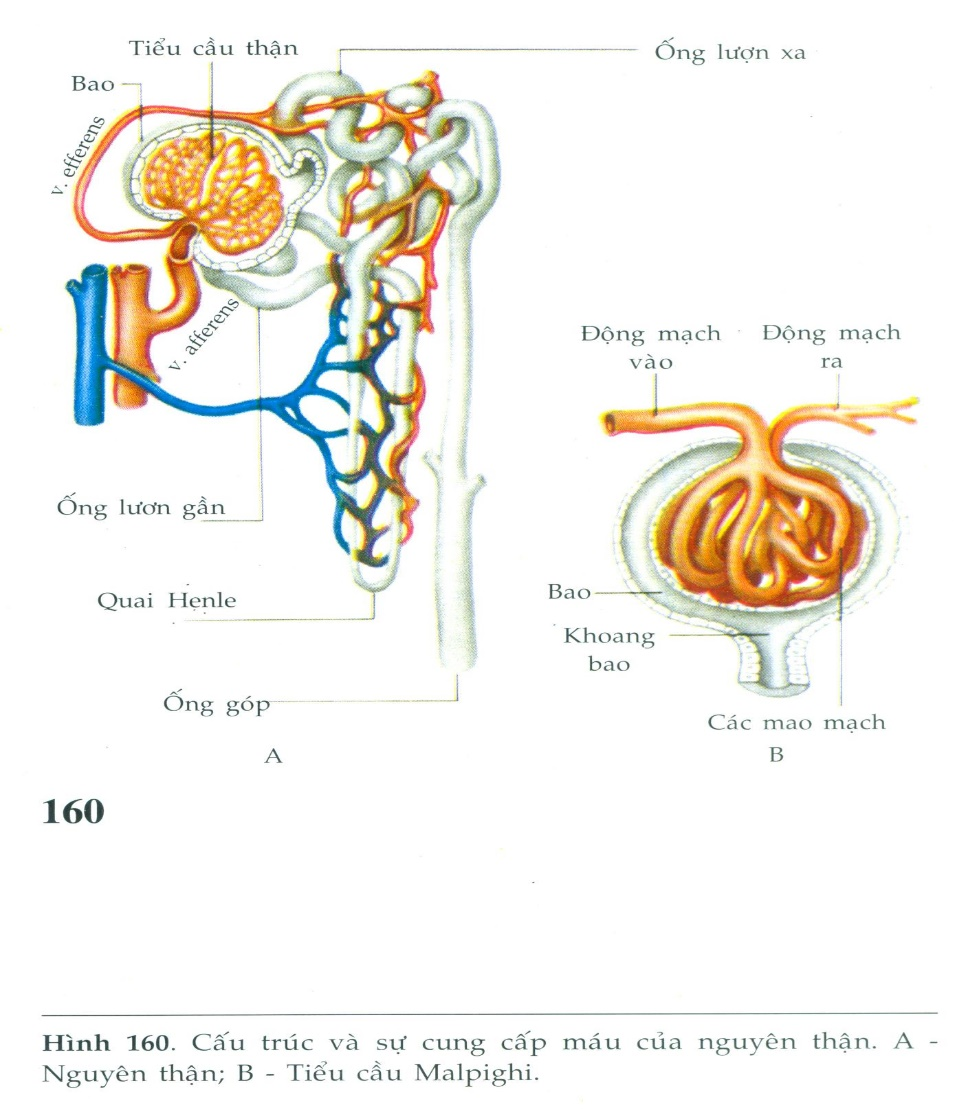 Tiểu cầu thận
Ống lượn xa
Bao
v. efferens
v. afferens
Động mạch vào
Động mạch ra
Ống lươn gần
Quai Henle
Bao
Khoang bao
Ống góp
Các mao mạch
A
B
160
Hình 160. Cấu trúc và sự cung cấp máu của nguyên thận. A -
Nguyên thận; B - Tiểu cầu Malpighi.